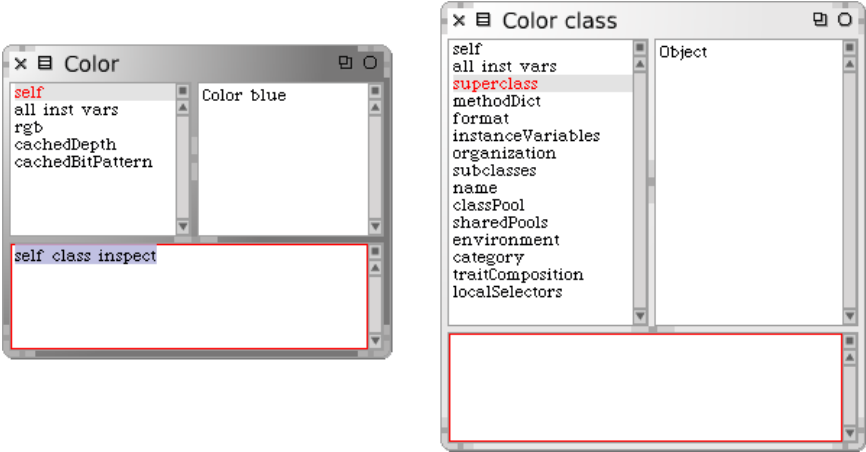 Color
self
all inst vars
rgb
cachedDepth
cachedBitPattern
Color blue
self class inspect
Color class
self
all inst vars
superclass
methodDict
format
instanceVariables
organization
subclasses
name
classPool
sharedPools
environment
category
traitComposition
localSelectors
Object